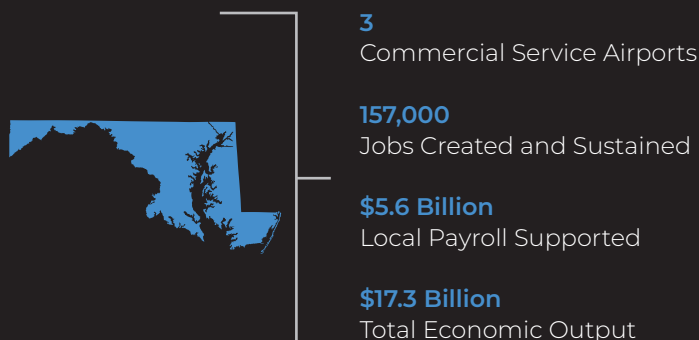 3
Commercial Service Airports
157,000
Jobs Created and Sustained
$5.6 Billion
Local Payroll Supported
$17.3 Billion
Total Economic Output